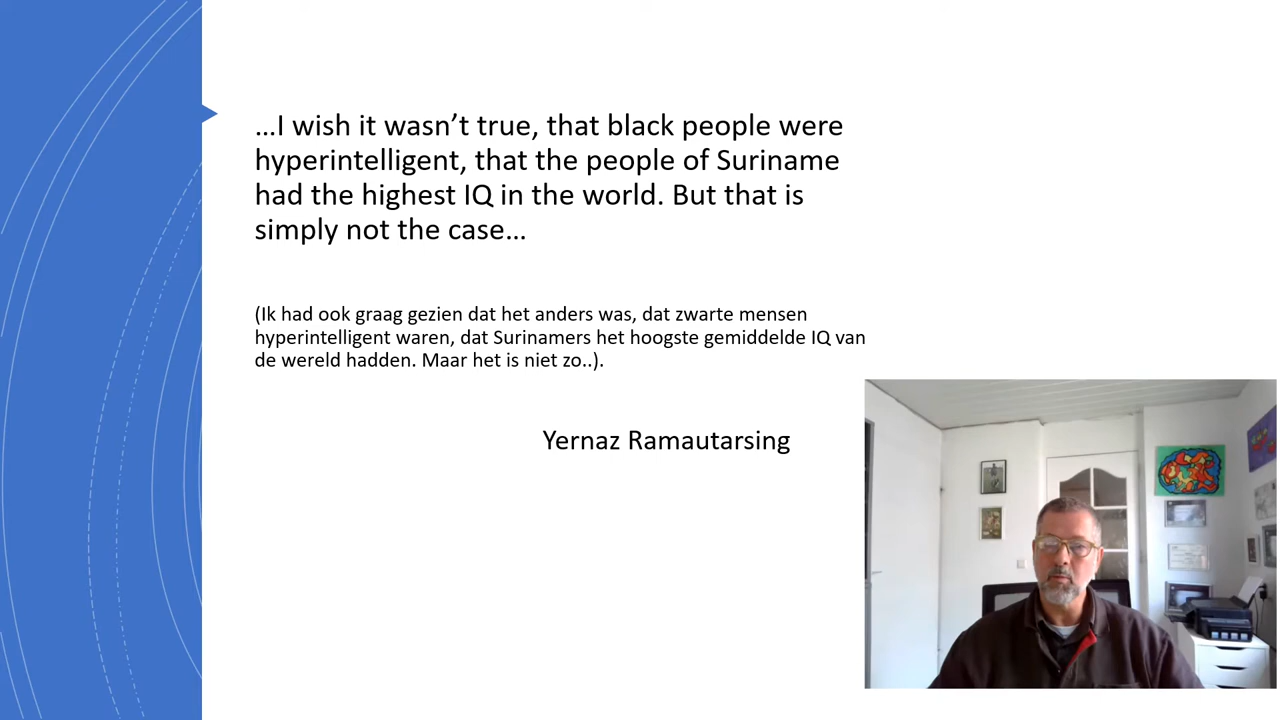 …I wish it wasn’t true, that black people were
hyperintelligent, that the people of Suriname
had the highest IQ in the world. But that is
simply not the case…
(Ik had ook graag gezien dat het anders was, dat zwarte mensen
hyperintelligent waren, dat Surinamers het hoogste gemiddelde IQ van
de wereld hadden. Maar het is niet zo..).
Yernaz Ramautarsing